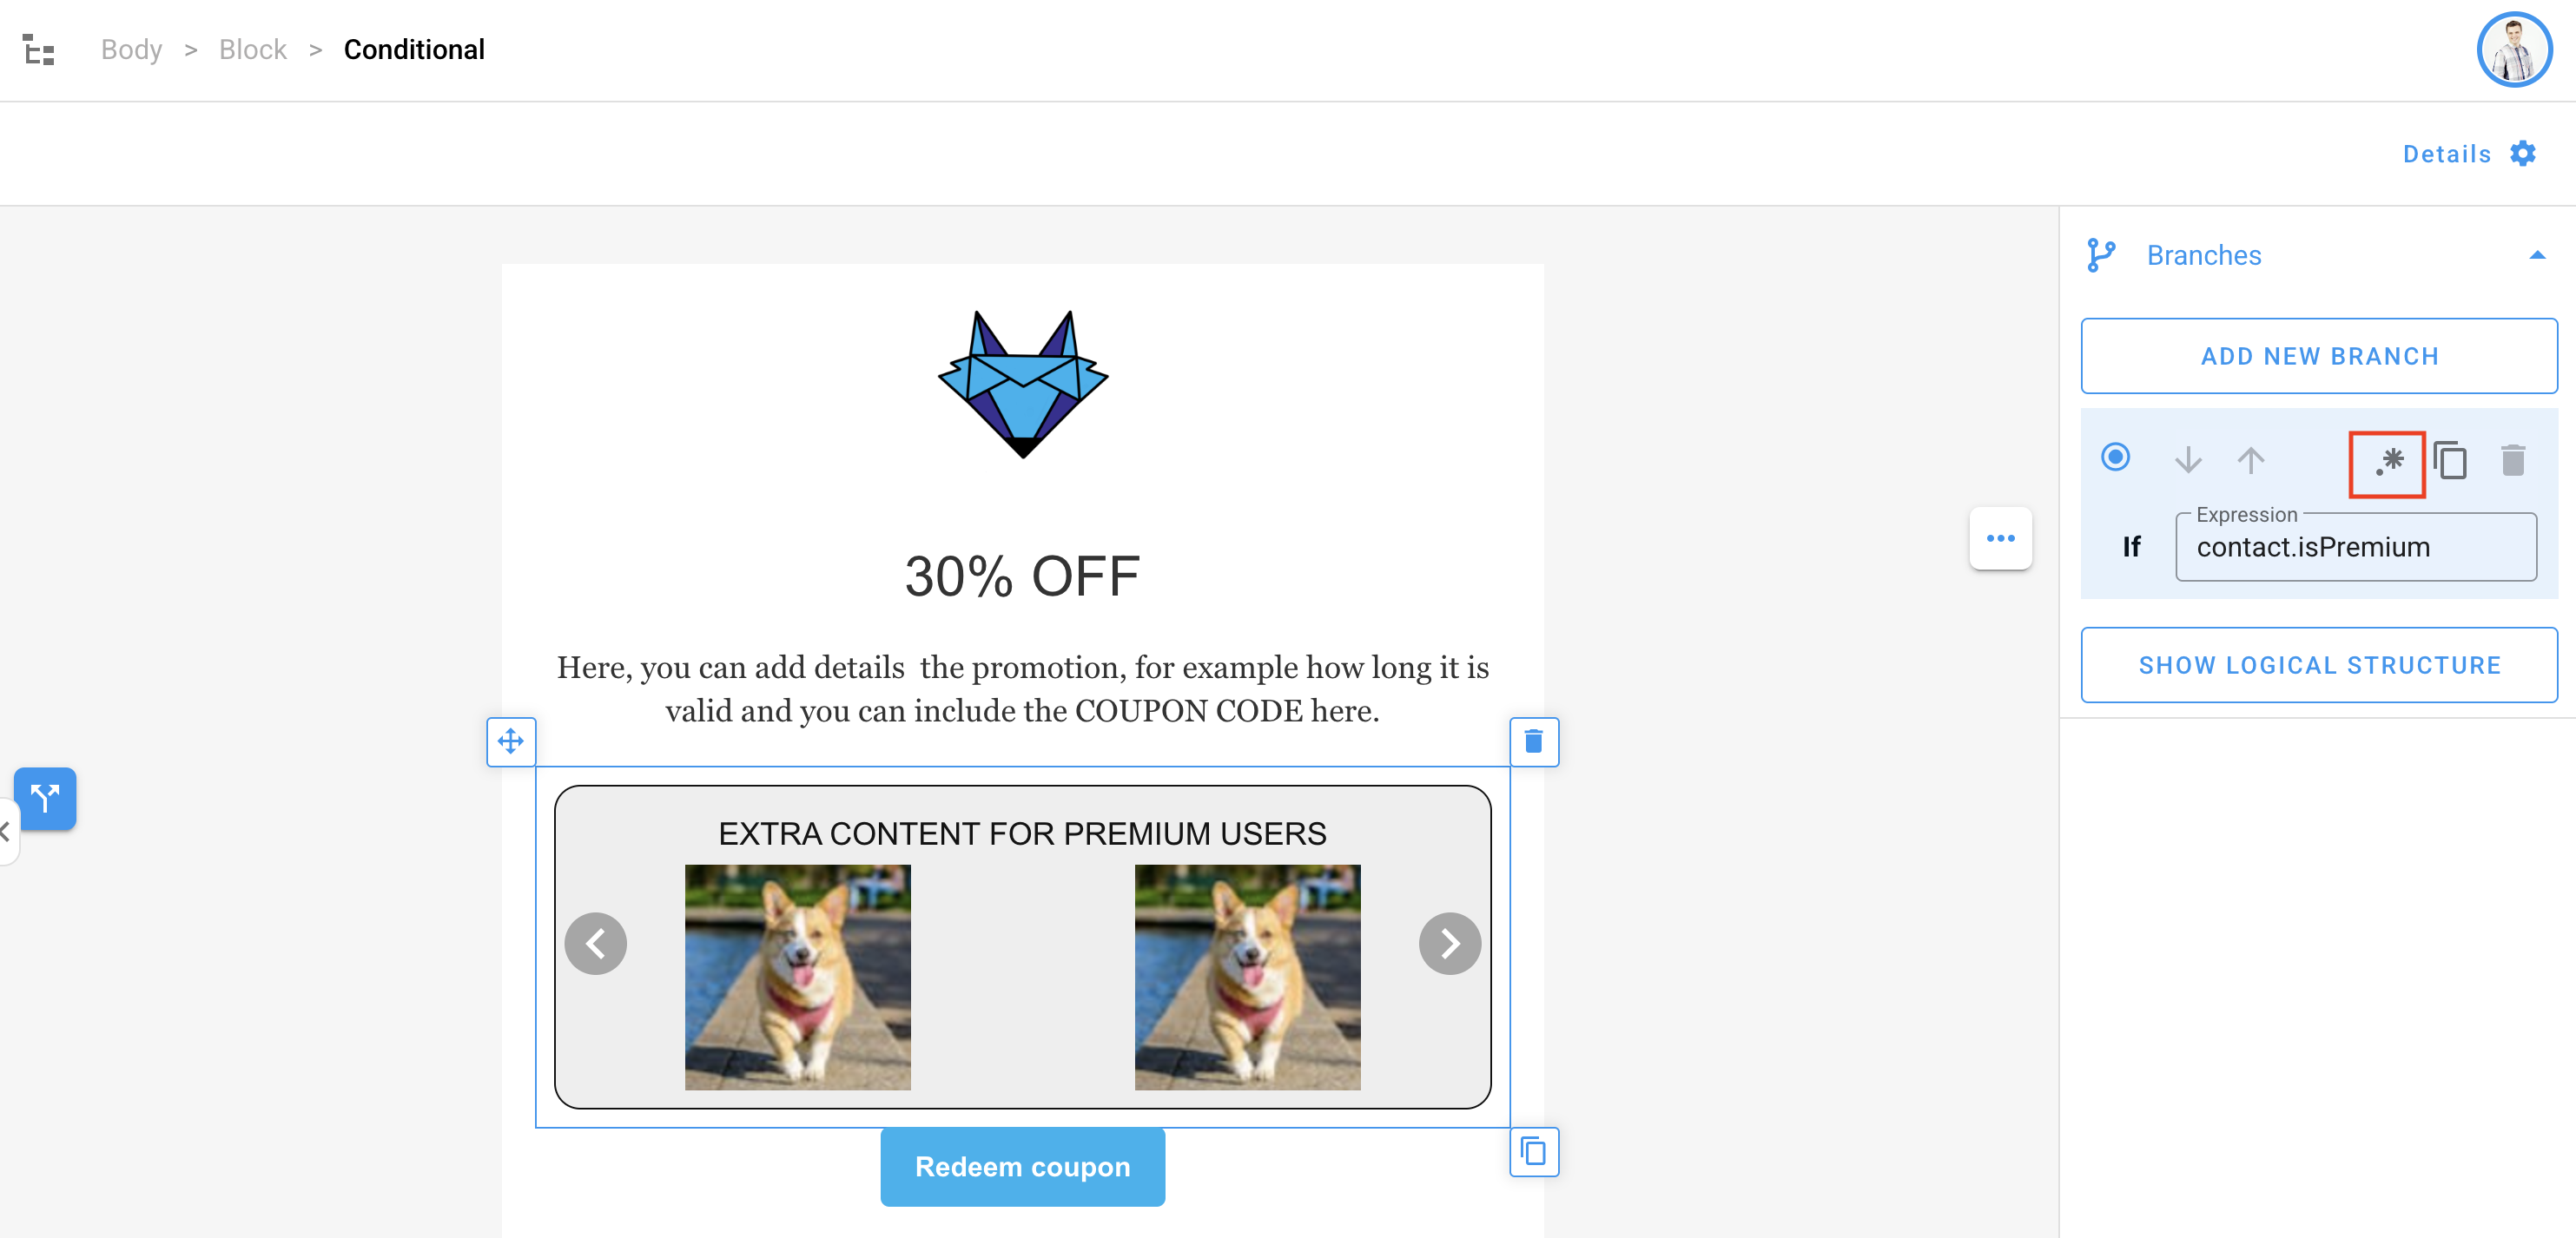 Body > Block > Conditional
Details
Branches
ADD NEW BRANCH
Expression
If contact.isPremium
SHOW LOGICAL STRUCTURE
30% OFF
Here, you can add details  the promotion, for example how long it is
valid and you can include the COUPON CODE here.
EXTRA CONTENT FOR PREMIUM USERS
Redeem coupon